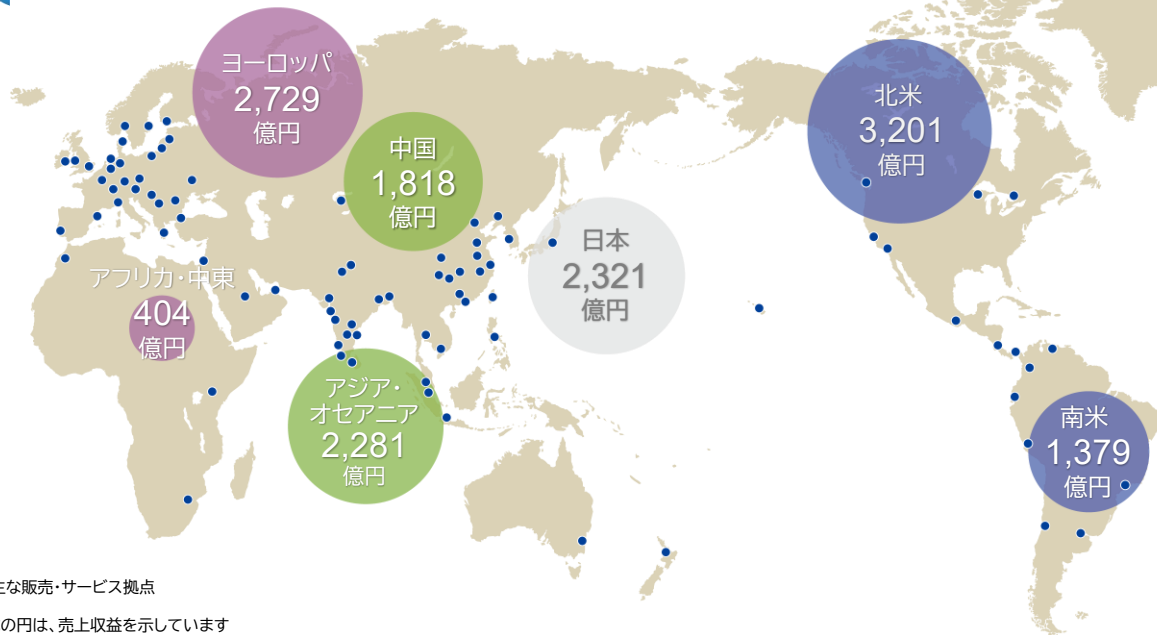 ヨーロッパ
2,729
億円
中国
1,818
億円
北米
3,201
億円
日本
2,321
億円
アフリカ・中東
404
億円
アジア・
オセアニア
2,281
億円
南米
1,379
億円
な販売・サービス拠点
の円は、売上収益を示しています